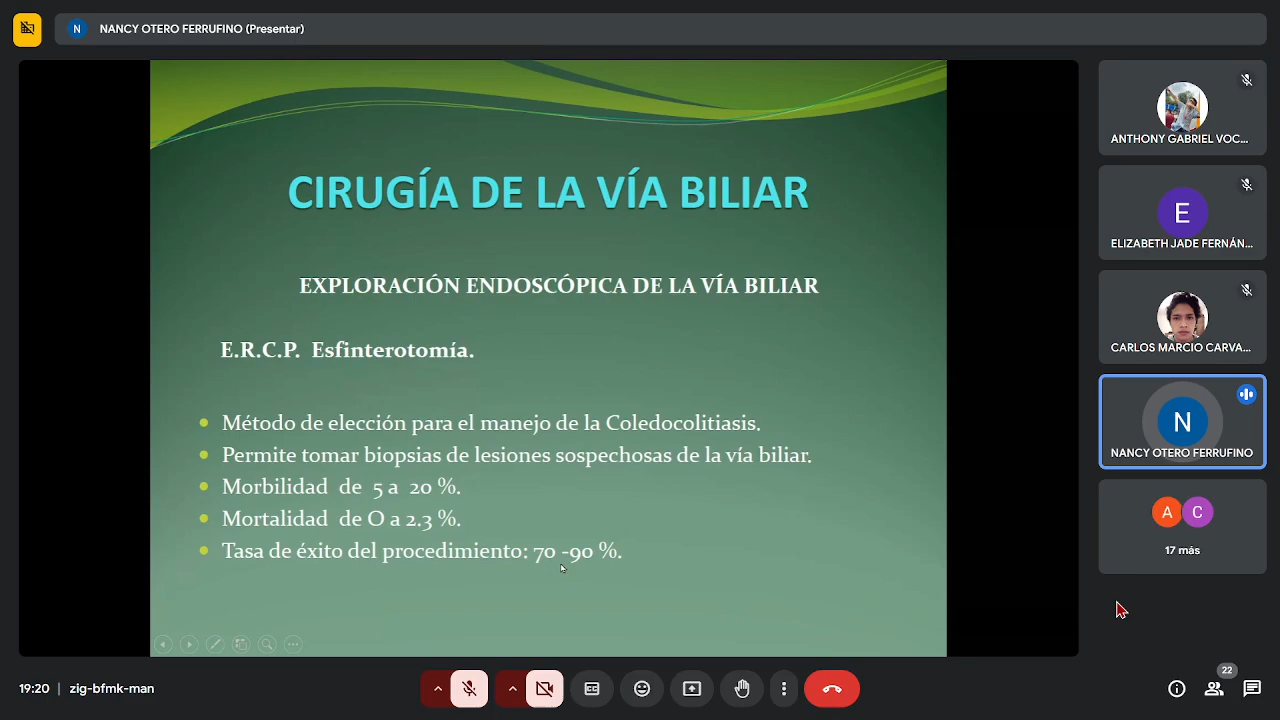 NANCY OTERO FERRUFINO (Presentar)
N
CIRUGÍA DE LA VÍA BILIAR
EXPLORACIÓN ENDOSCÓPICA DE LA VÍA BILIAR
E.R.C.P. Esfinterotomía.
Método de elección para el manejo de la Coledocolitiasis.
Permite tomar biopsias de lesiones sospechosas de la vía biliar.
Morbilidad de 5 a 20 %.
Mortalidad de O a 2.3 %.
Tasa de éxito del procedimiento: 70 -90 %.
ANTHONY GABRIEL VOC...
E
ELIZABETH JADE FERNÁN...
CARLOS MARCIO CARVA...
N
NANCY OTERO FERRUFINO
A C
17 más
19:20 | zig-bfmk-man
22